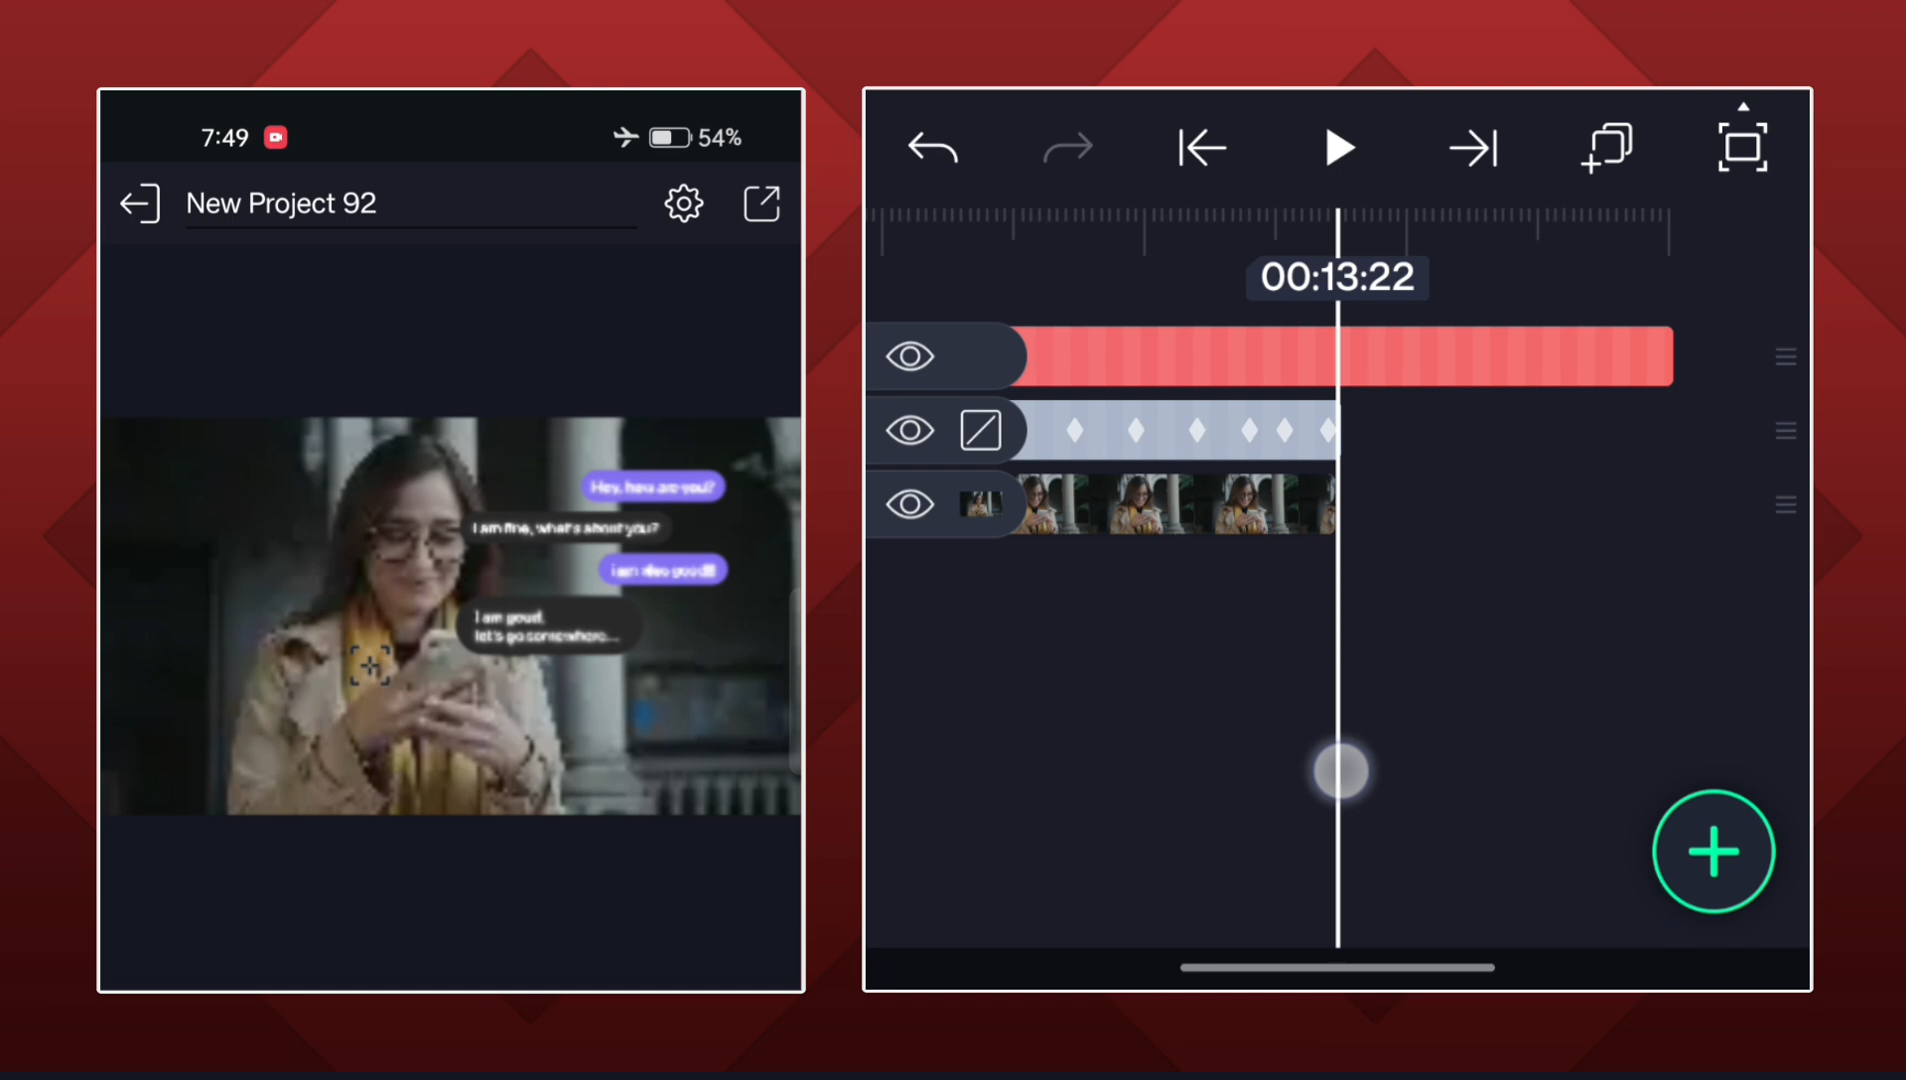 7:49
54%
New Project 92
Hey, how are you?
I am fine, what's about you?
i am also good!!
I am good,
let's go somewhere...
00:13:22